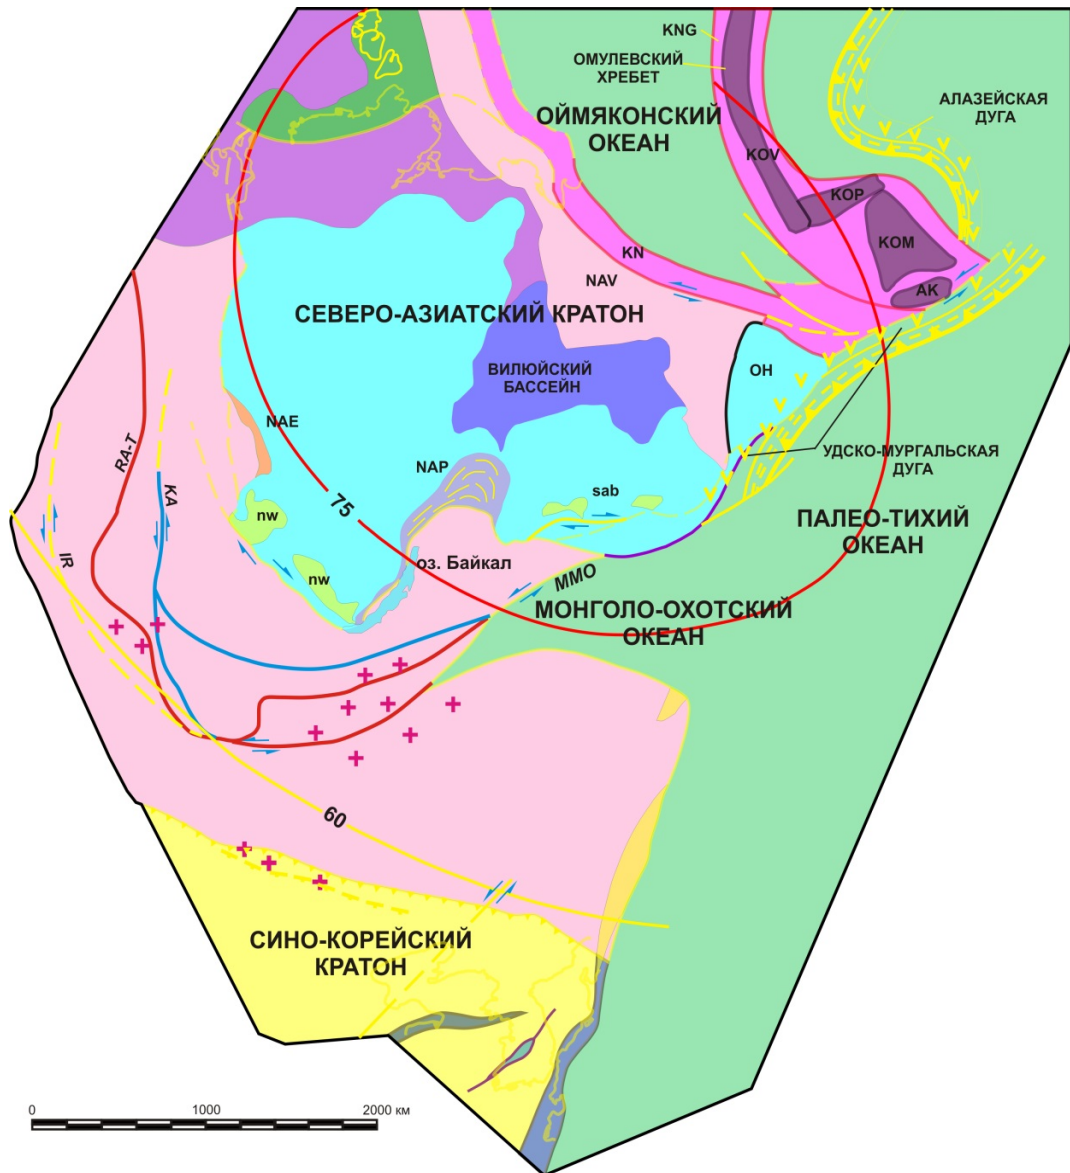 KNG
ОМУЛЕВСКИЙ
ХРЕБЕТ
АЛАЗЕЙСКАЯ
ДУГА
ОЙМЯКОНСКИЙ
ОКЕАН
KOV
KOP
KOM
AK
KN
NAV
СЕВЕРО-АЗИАТСКИЙ КРАТОН
ВИЛЮЙСКИЙ
БАССЕЙН
OH
NAE
RA-T
KA
УДСКО-МУРГАЛЬСКАЯ
ДУГА
NAP
sab
75
nw
ПАЛЕО-ТИХИЙ
ОКЕАН
IR
nw
оз. Байкал
ММО
МОНГОЛО-ОХОТСКИЙ
ОКЕАН
60
СИНО-КОРЕЙСКИЙ
КРАТОН
0 1000 2000 км